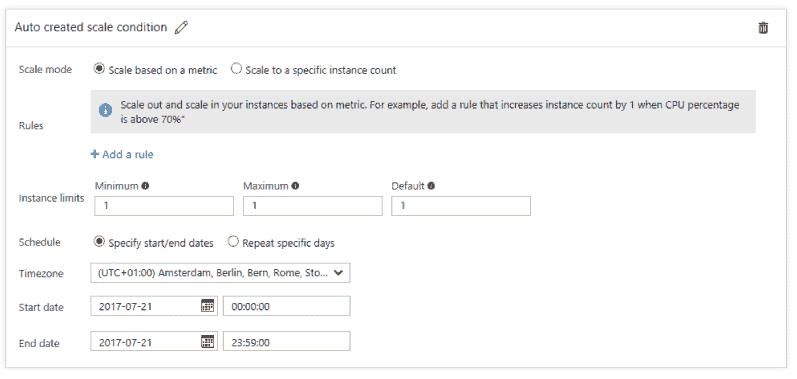 Auto created scale condition
Scale mode
Scale based on a metric
Scale to a specific instance count
Rules
Scale out and scale in your instances based on metric. For example, add a rule that increases instance count by 1 when CPU percentage
is above 70%"
+ Add a rule
Instance limits
Minimum
Maximum
Default
1
1
1
Schedule
Specify start/end dates
Repeat specific days
Timezone
(UTC+01:00) Amsterdam, Berlin, Bern, Rome, Sto...
Start date
2017-07-21
00:00:00
End date
2017-07-21
23:59:00